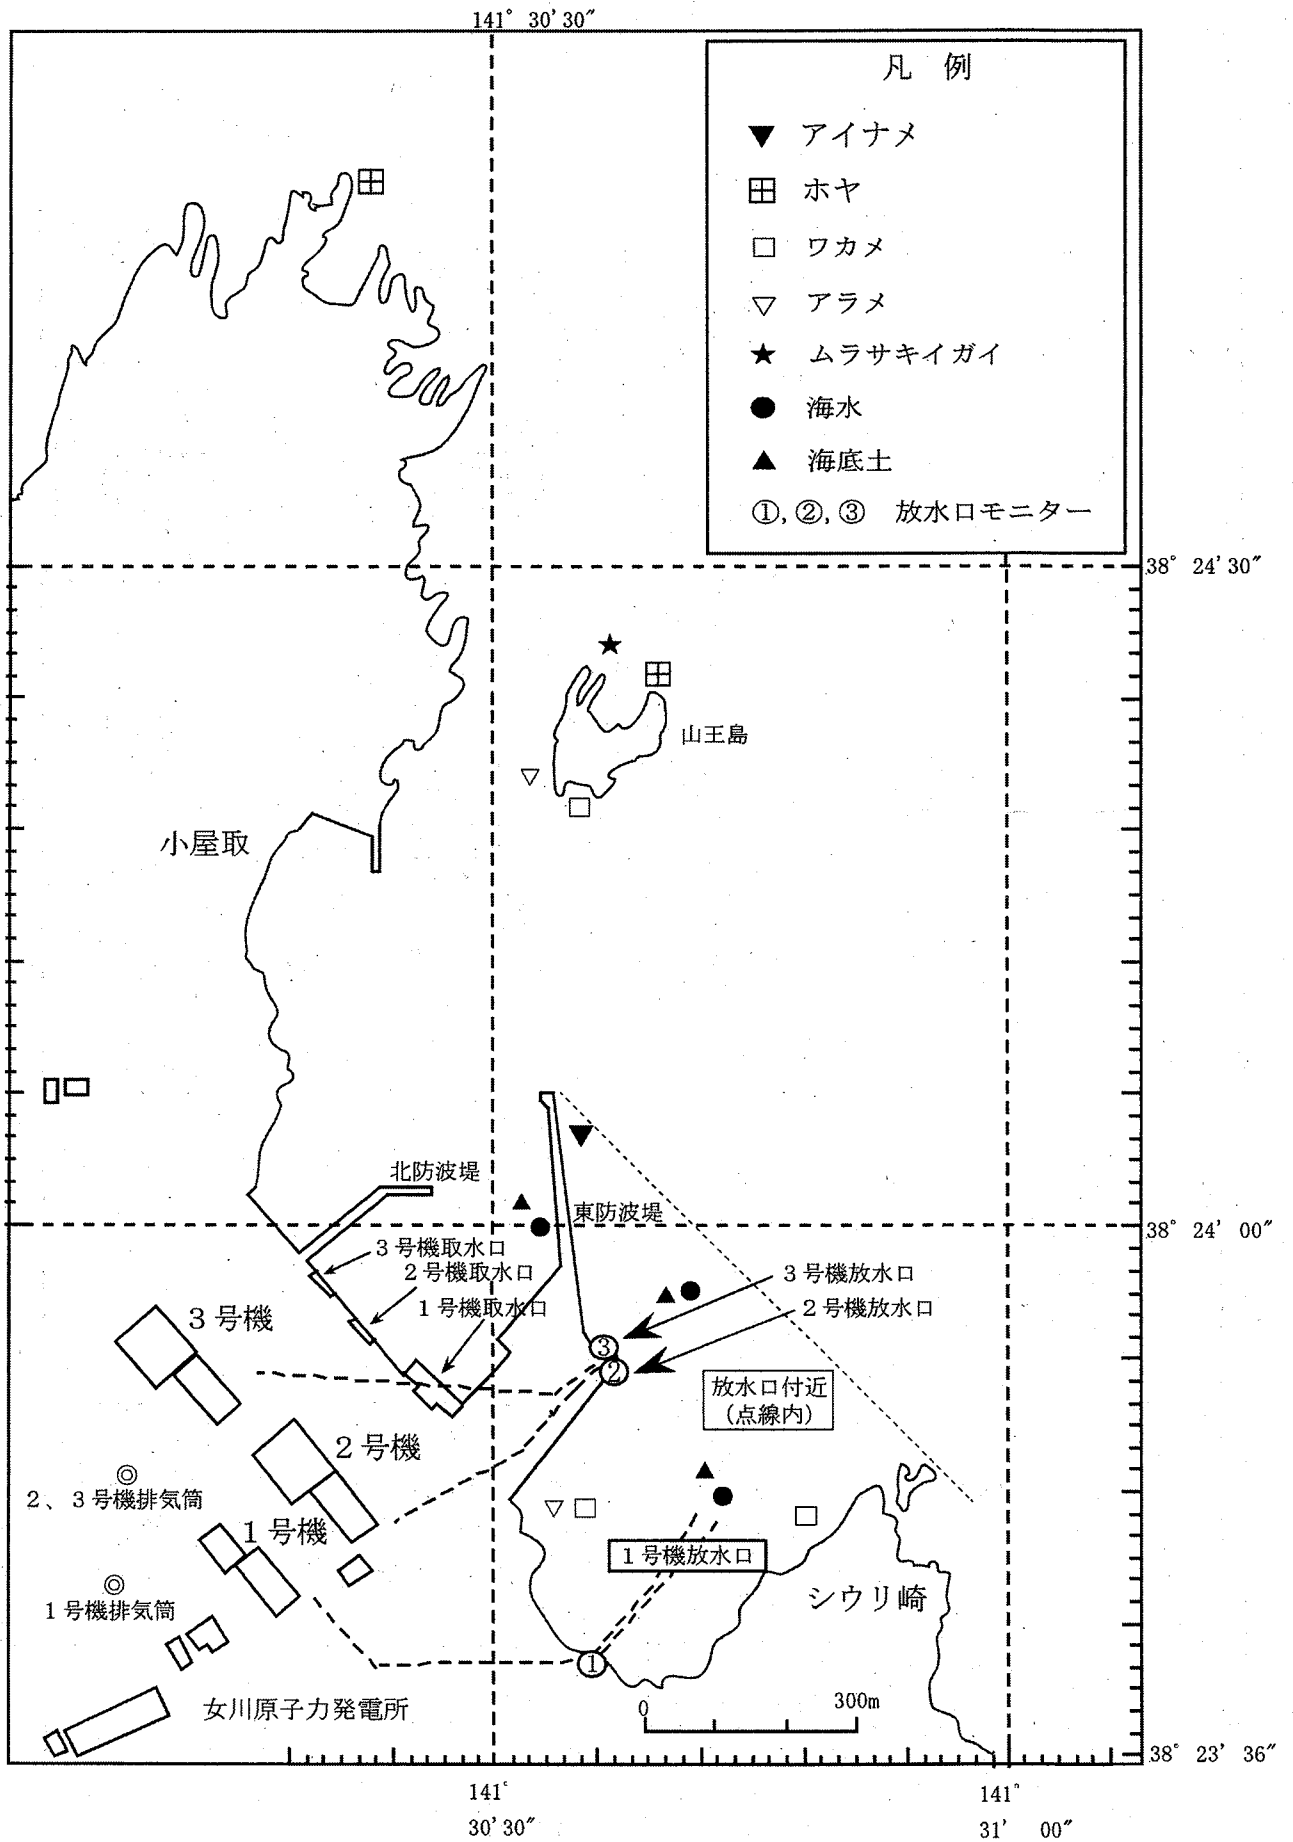 141° 30'30″
凡 例
アイナメ
ホヤ
ワカメ
アラメ
ムラサキイガイ
海水
海底土
①,②,③ 放水口モニター
38° 24'30″
山王島
小屋取
北防波堤
東防波堤
38° 24' 00″
3号機取水口
2号機取水口
1号機取水口
3号機放水口
2号機放水口
3号機
③
②
放水口付近
(点線内)
2号機
2、3号機排気筒
1号機
1号機放水口
1号機排気筒
シウリ崎
①
女川原子力発電所
0 300m
38° 23' 36″
141°
30'30″
141°
31' 00″